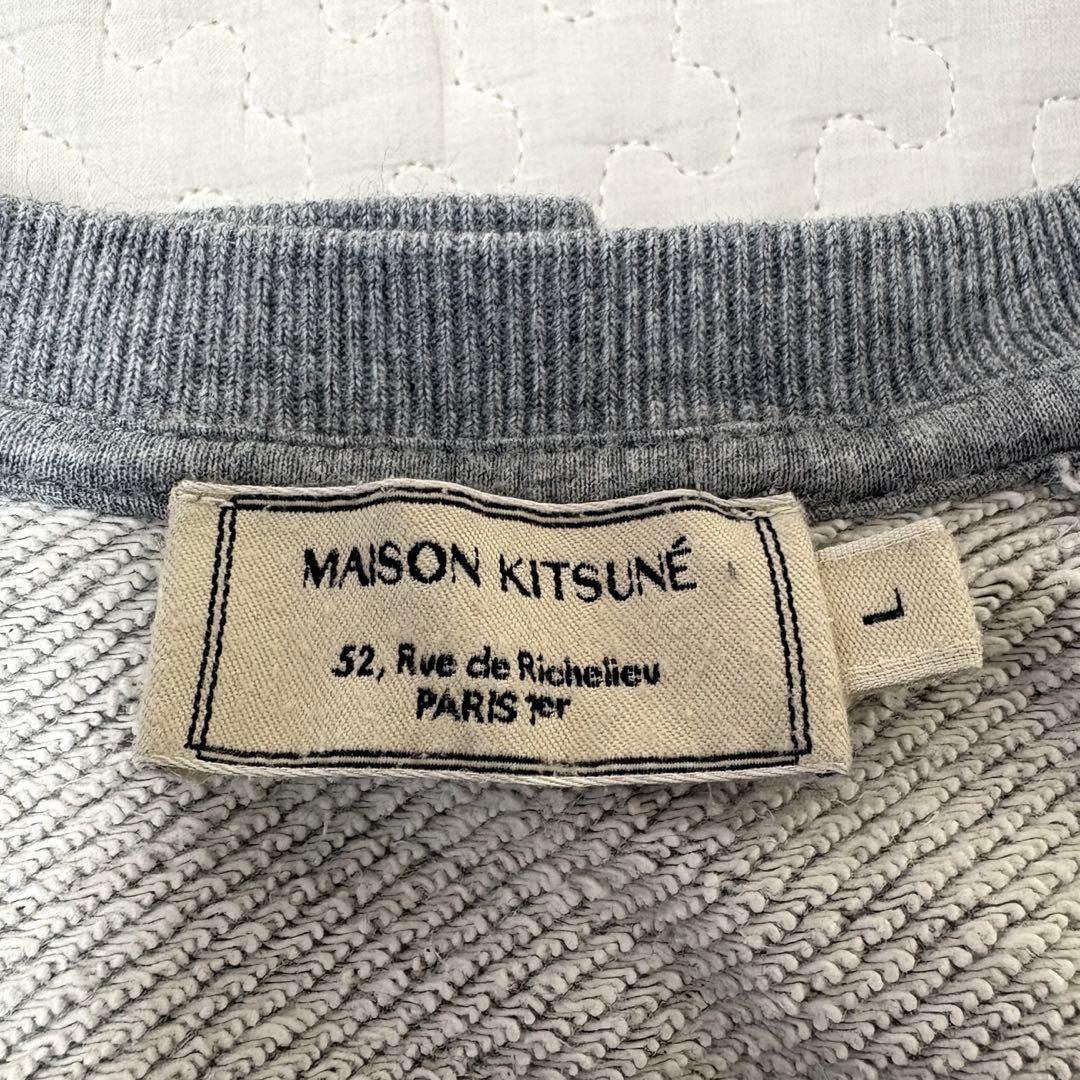 MAISON KITSUNÉ
52, Rue de Richelieu
PARIS 1er
L